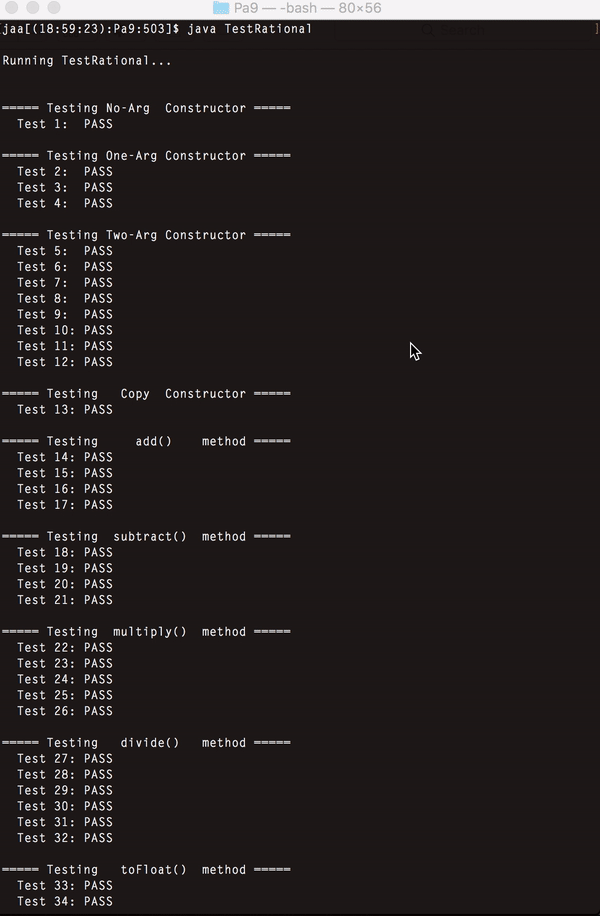 Pa9 — -bash — 80×56
jaa[(18:59:23):Pa9:503]$ java TestRational
Running TestRational...
===== Testing No-Arg  Constructor =====
Test 1:  PASS
===== Testing One-Arg Constructor =====
Test 2:  PASS
Test 3:  PASS
Test 4:  PASS
===== Testing Two-Arg Constructor =====
Test 5:  PASS
Test 6:  PASS
Test 7:  PASS
Test 8:  PASS
Test 9:  PASS
Test 10: PASS
Test 11: PASS
Test 12: PASS
===== Testing   Copy  Constructor =====
Test 13: PASS
===== Testing     add()    method =====
Test 14: PASS
Test 15: PASS
Test 16: PASS
Test 17: PASS
===== Testing  subtract()  method =====
Test 18: PASS
Test 19: PASS
Test 20: PASS
Test 21: PASS
===== Testing  multiply()  method =====
Test 22: PASS
Test 23: PASS
Test 24: PASS
Test 25: PASS
Test 26: PASS
===== Testing   divide()   method =====
Test 27: PASS
Test 28: PASS
Test 29: PASS
Test 30: PASS
Test 31: PASS
Test 32: PASS
===== Testing   toFloat()  method =====
Test 33: PASS
Test 34: PASS